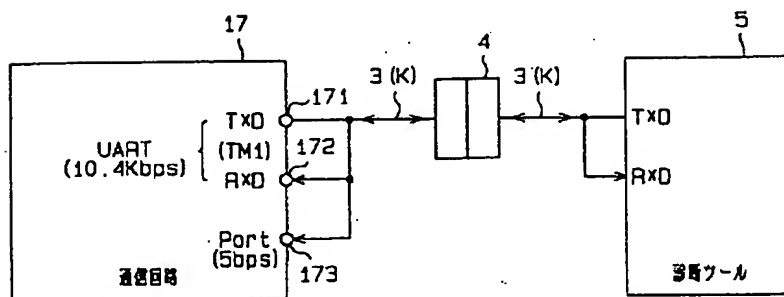 17
4
5
3(K)
3(K)
171
TXD
TXD
UART
(10.4Kbps)
(TM1)
172
RXD
RXD
Port
(5bps)
173
通信回路
診断ツール